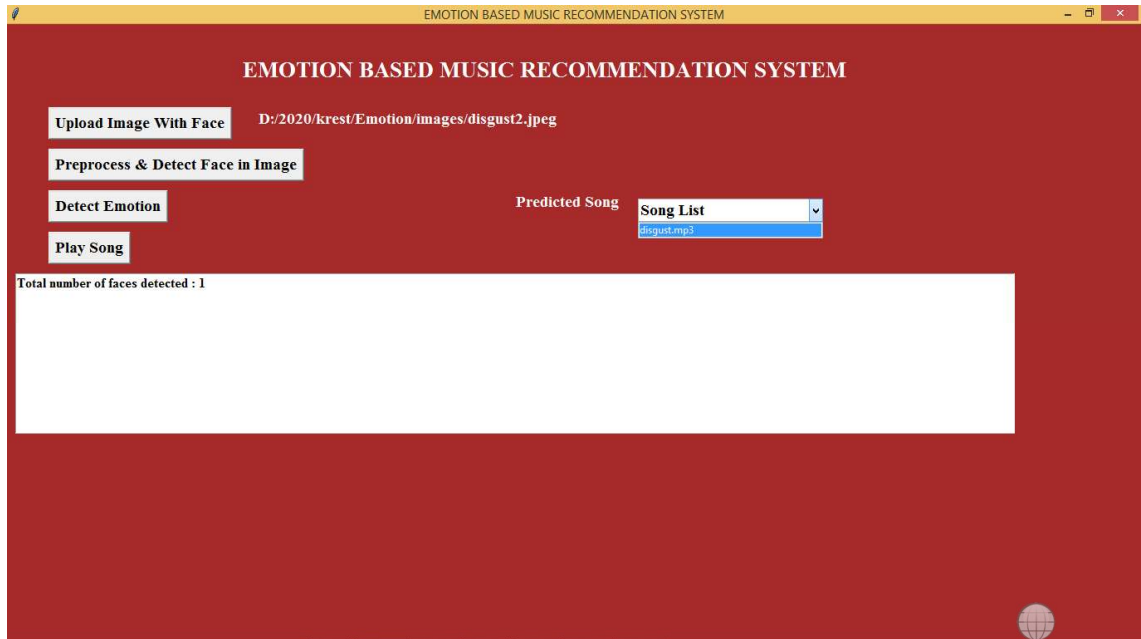 EMOTION BASED MUSIC RECOMMENDATION SYSTEM
EMOTION BASED MUSIC RECOMMENDATION SYSTEM
Upload Image With Face
D:/2020/krest/Emotion/images/disgust2.jpeg
Preprocess & Detect Face in Image
Detect Emotion
Predicted Song
Song List
disgust.mp3
Play Song
Total number of faces detected : 1